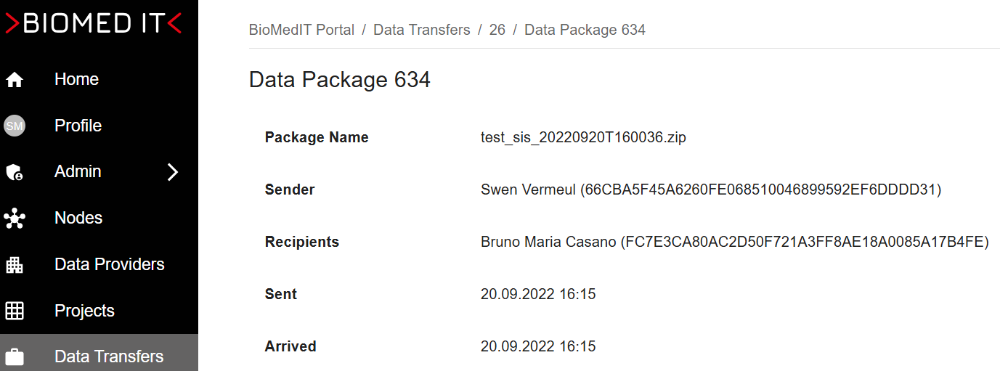 BIOMED IT
Home
SM
Profile
Admin
Nodes
Data Providers
Projects
Data Transfers
BioMedIT Portal / Data Transfers / 26 / Data Package 634
Data Package 634
Package Name test_sis_20220920T160036.zip
Sender Swen Vermeul (66CBA5F45A6260FE068510046899592EF6DDDD31)
Recipients Bruno Maria Casano (FC7E3CA80AC2D50F721A3FF8AE18A0085A17B4FE)
Sent 20.09.2022 16:15
Arrived 20.09.2022 16:15